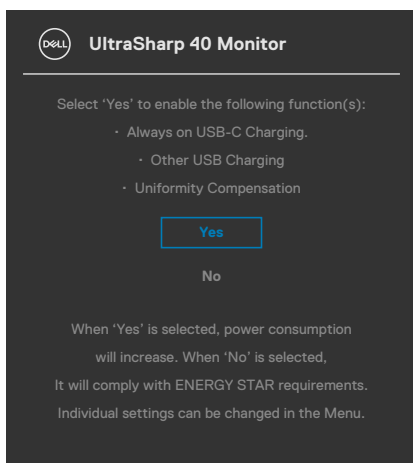 DELL
UltraSharp 40 Monitor
Select ‘Yes’ to enable the following function(s):
· Always on USB-C Charging.
· Other USB Charging
· Uniformity Compensation
Yes
No
When ‘Yes’ is selected, power consumption
will increase. When ‘No’ is selected,
It will comply with ENERGY STAR requirements.
Individual settings can be changed in the Menu.